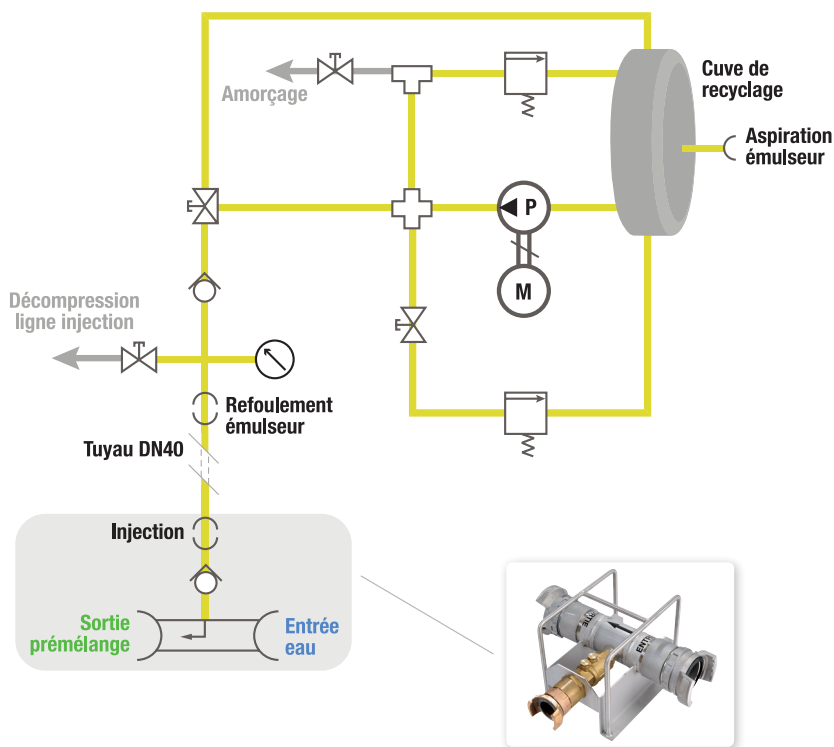 Amorçage
Cuve de
recyclage
Aspiration
émulseur
P
M
Décompression
ligne injection
Refoulement
émulseur
Tuyau DN40
Injection
Sortie
prémélange
Entrée
eau